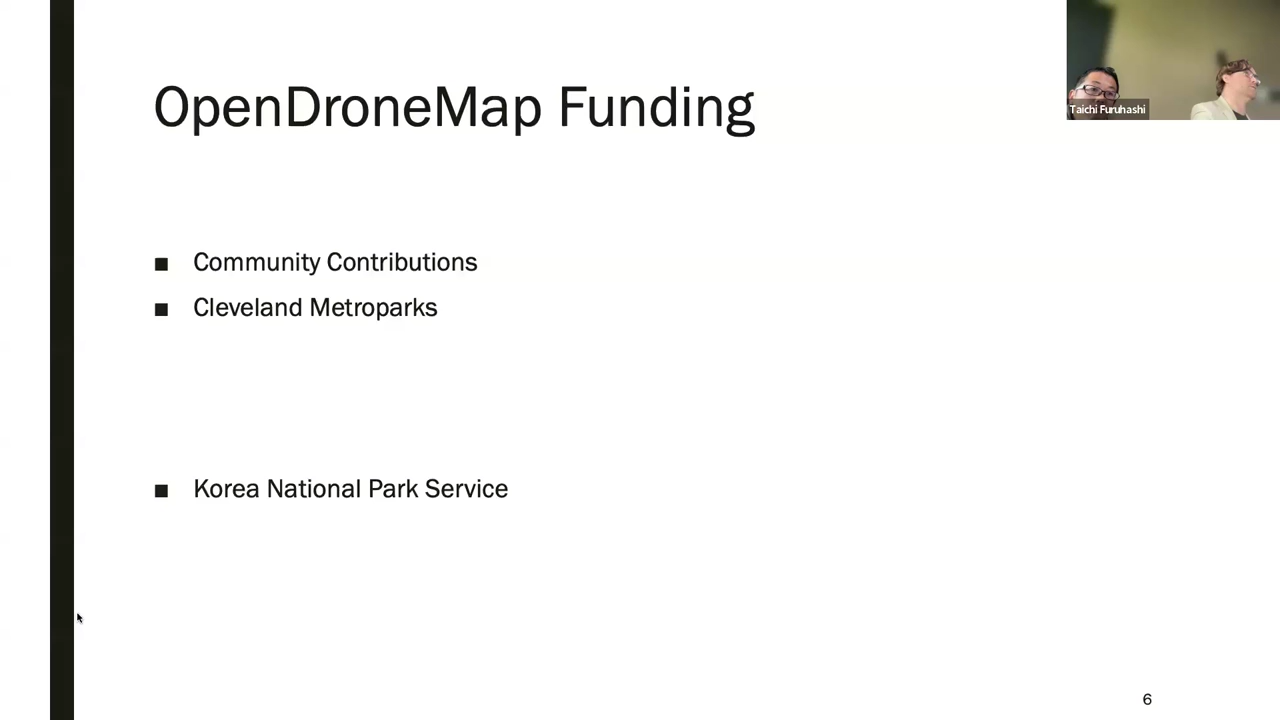 OpenDroneMap Funding
Taichi Furuhashi
■ Community Contributions
■ Cleveland Metroparks
■ Korea National Park Service
6